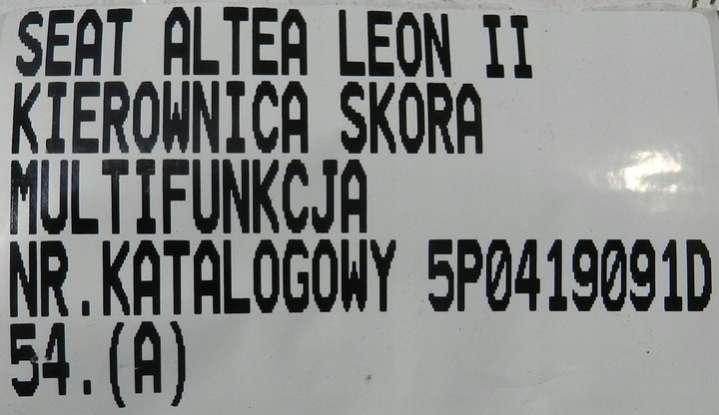 SEAT ALTEA LEON II
KIEROWNICA SKORA
MULTIFUNKCJA
NR.KATALOGOWY 5P0419091D
54.(A)